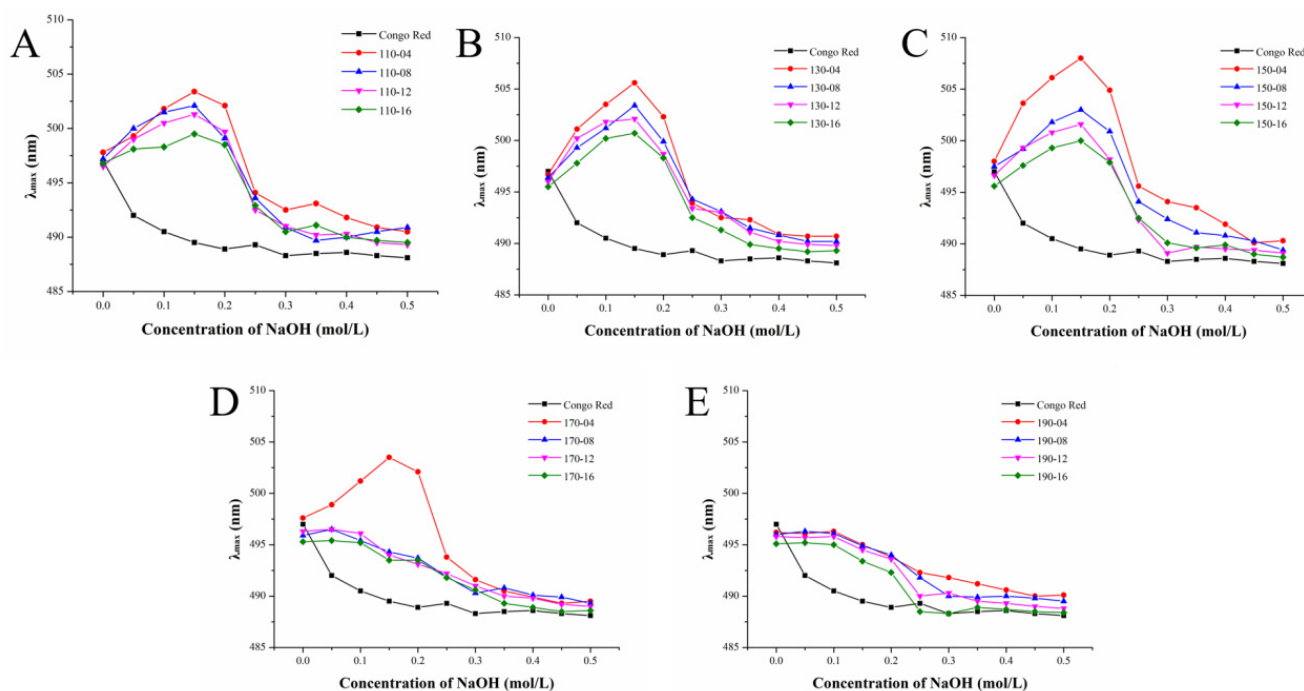 A
510
505
500
495
490
485
λmax (nm)
0.0 0.1 0.2 0.3 0.4 0.5
Concentration of NaOH (mol/L)
Congo Red
110-04
110-08
110-12
110-16
B
510
505
500
495
490
485
λmax (nm)
0.0 0.1 0.2 0.3 0.4 0.5
Concentration of NaOH (mol/L)
Congo Red
130-04
130-08
130-12
130-16
C
510
505
500
495
490
485
λmax (nm)
0.0 0.1 0.2 0.3 0.4 0.5
Concentration of NaOH (mol/L)
Congo Red
150-04
150-08
150-12
150-16
D
510
505
500
495
490
485
λmax (nm)
0.0 0.1 0.2 0.3 0.4 0.5
Concentration of NaOH (mol/L)
Congo Red
170-04
170-08
170-12
170-16
E
510
505
500
495
490
485
λmax (nm)
0.0 0.1 0.2 0.3 0.4 0.5
Concentration of NaOH (mol/L)
Congo Red
190-04
190-08
190-12
190-16